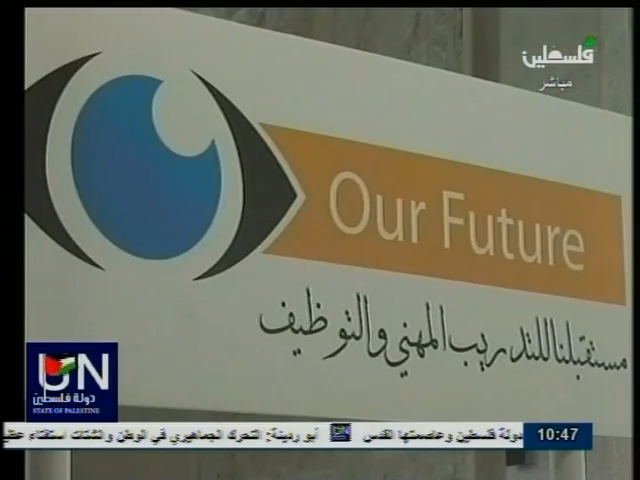 فلسطين
مباشر
Our Future
مستقبلنا للتدريب المهني والتوظيف
UN
دولة فلسطين
STATE OF PALESTINE
دولة فلسطين وعاصمتها القدس
أبو ردينة: التحرك الجماهيري في الوطن والشتات استفتاء
10:47